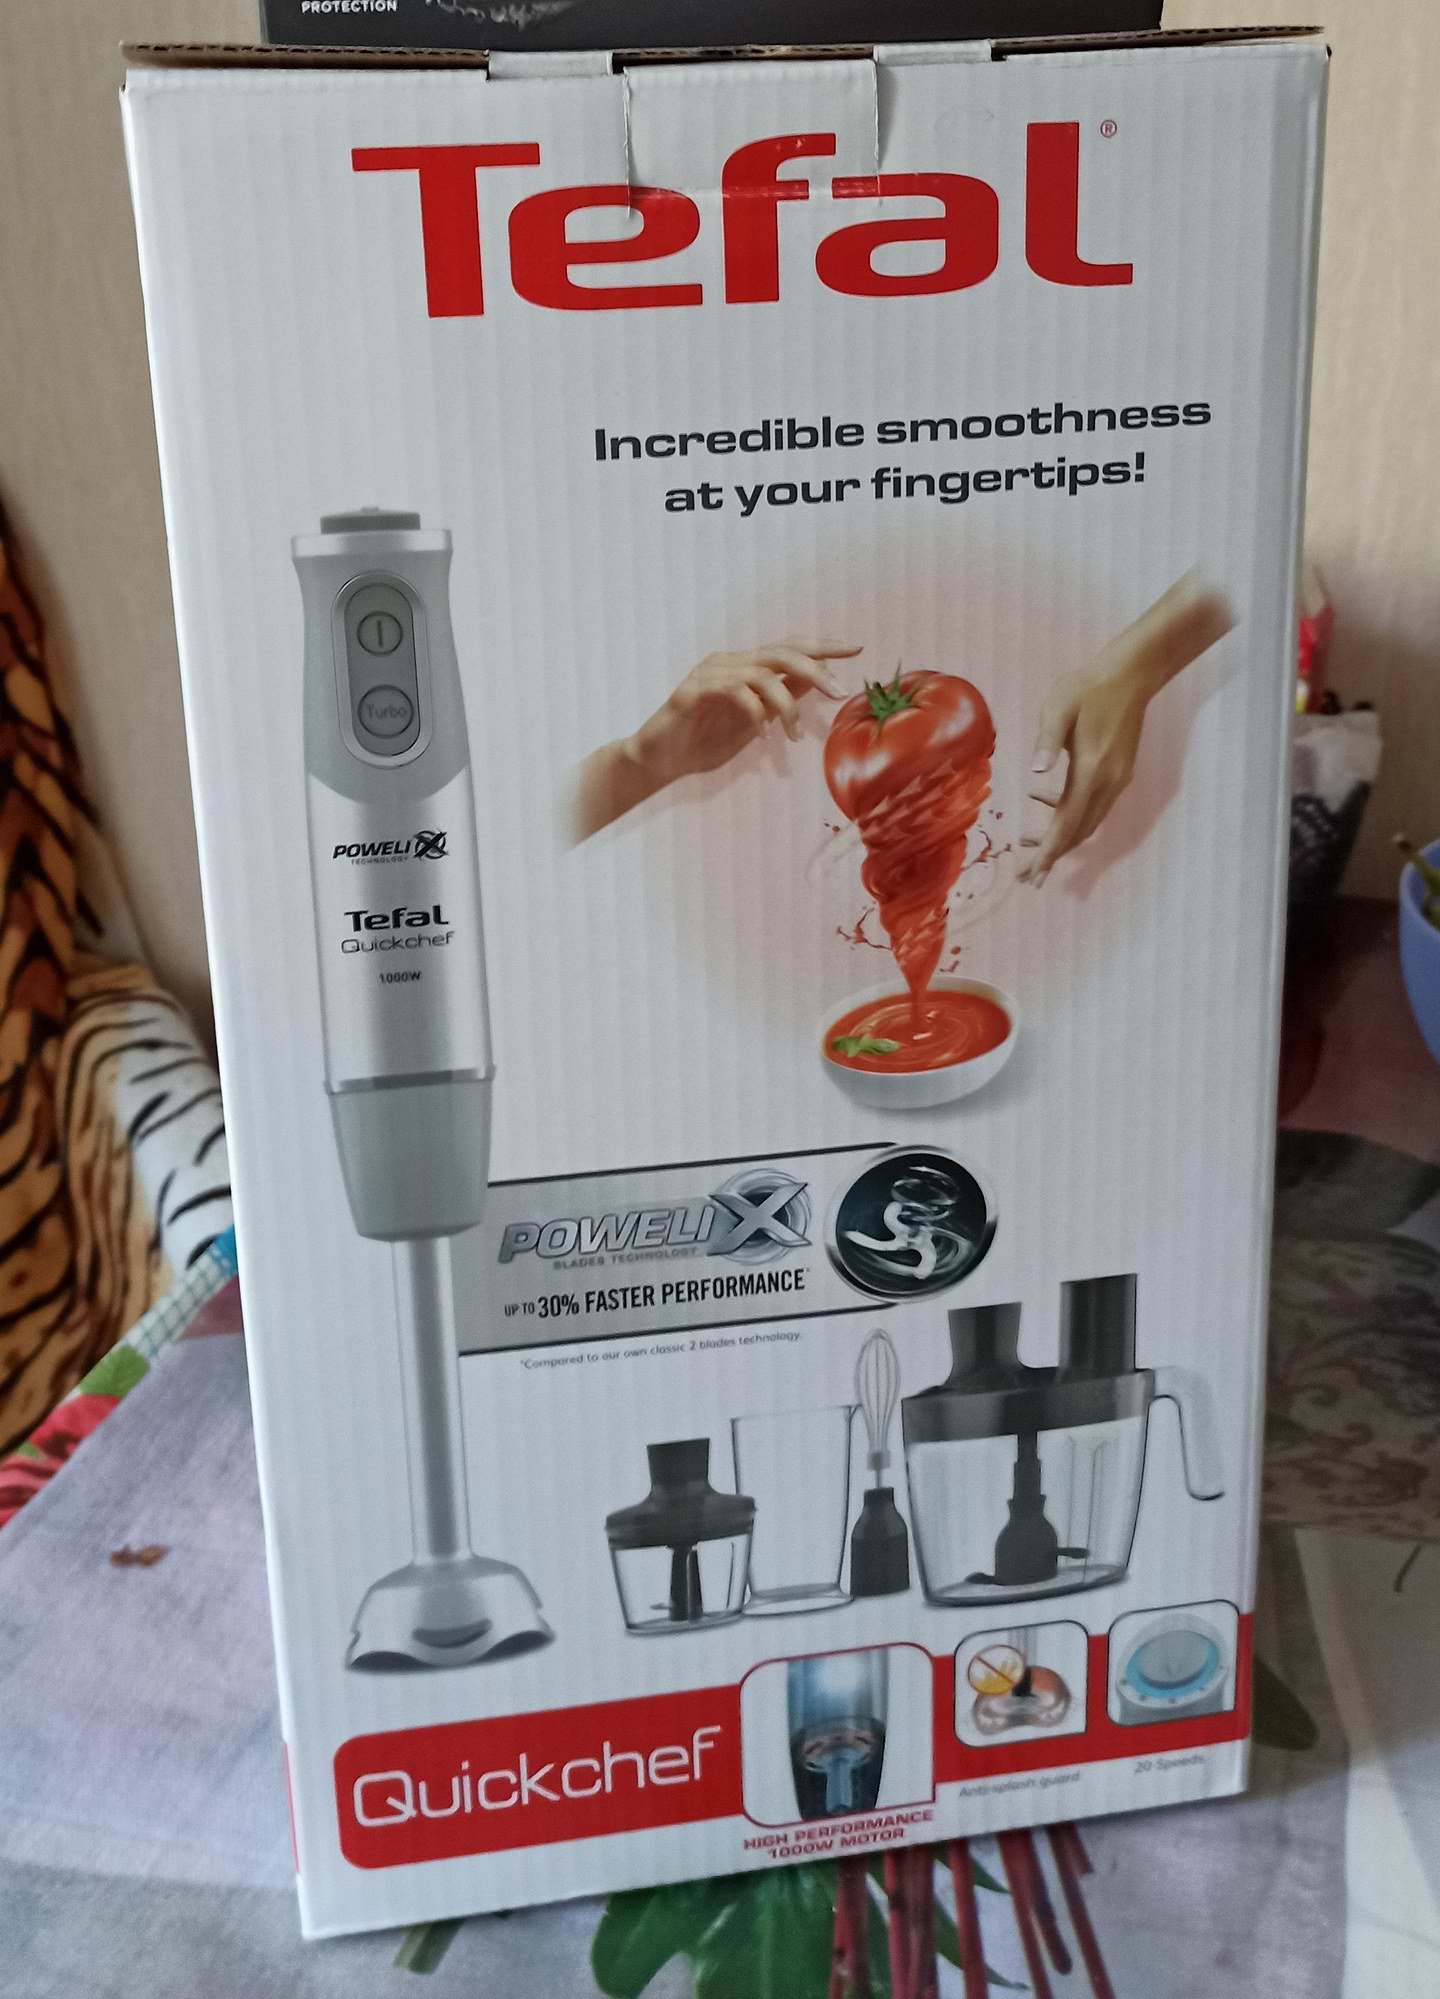 PROTECTION
Tefal®
Incredible smoothness
at your fingertips!
Turbo
POWELIX
TECHNOLOGY
Tefal
Quickchef
1000W
POWELIX
BLADES TECHNOLOGY
UP TO 30% FASTER PERFORMANCE*
*Compared to our own classic 2 blades technology.
Quickchef
HIGH PERFORMANCE
1000W MOTOR
Anti-splash guard
20 Speeds